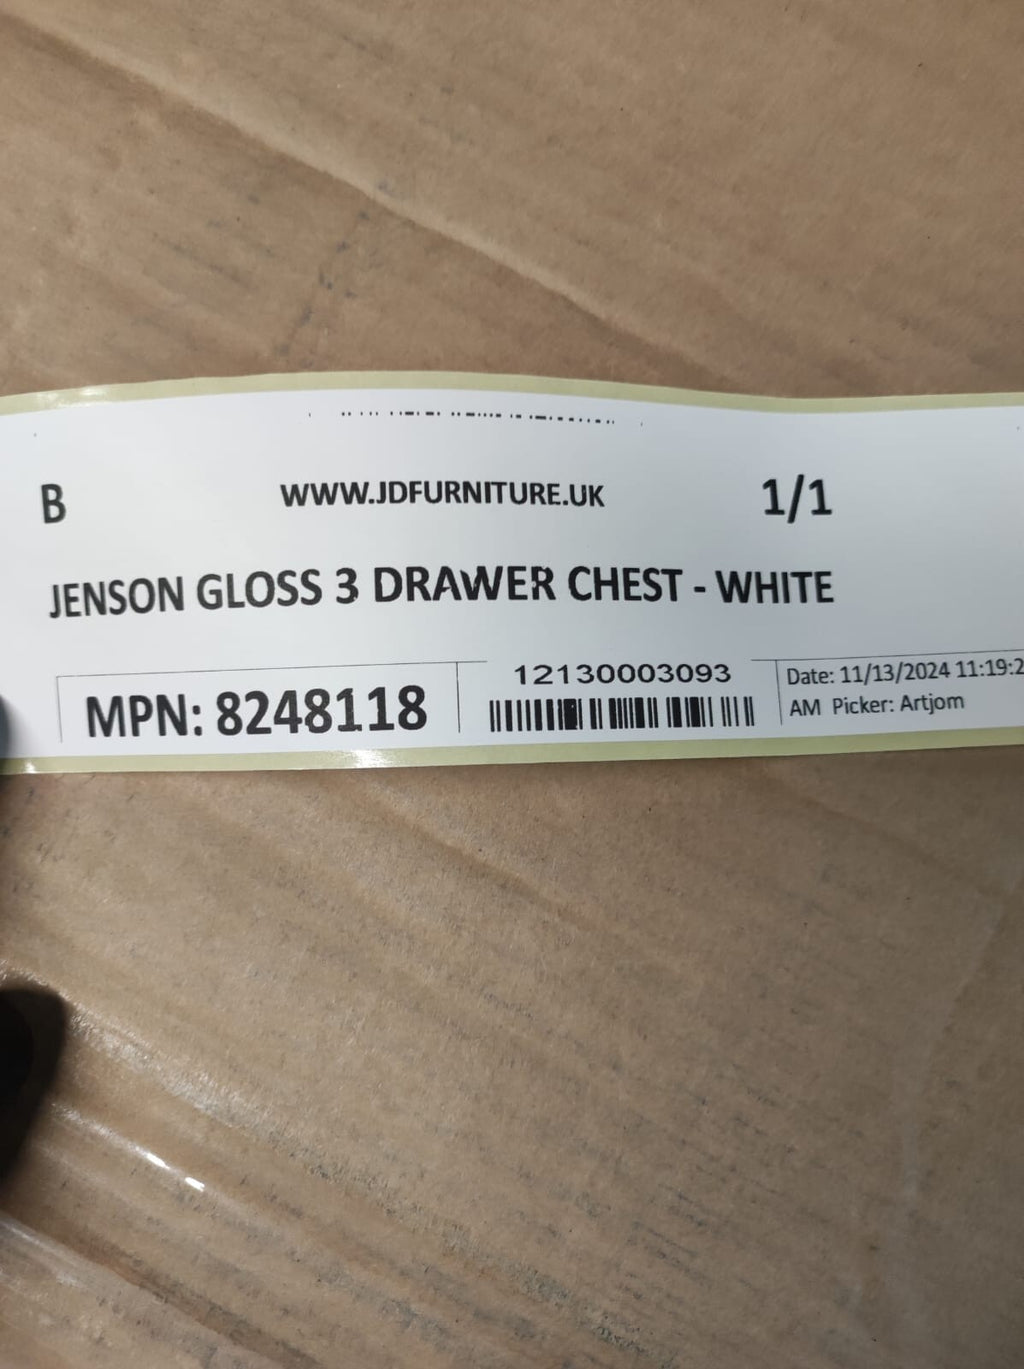 B WWW.JDFURNITURE.UK 1/1
JENSON GLOSS 3 DRAWER CHEST - WHITE
MPN: 8248118
12130003093
Date: 11/13/2024 11:19:2
AM Picker: Artjom